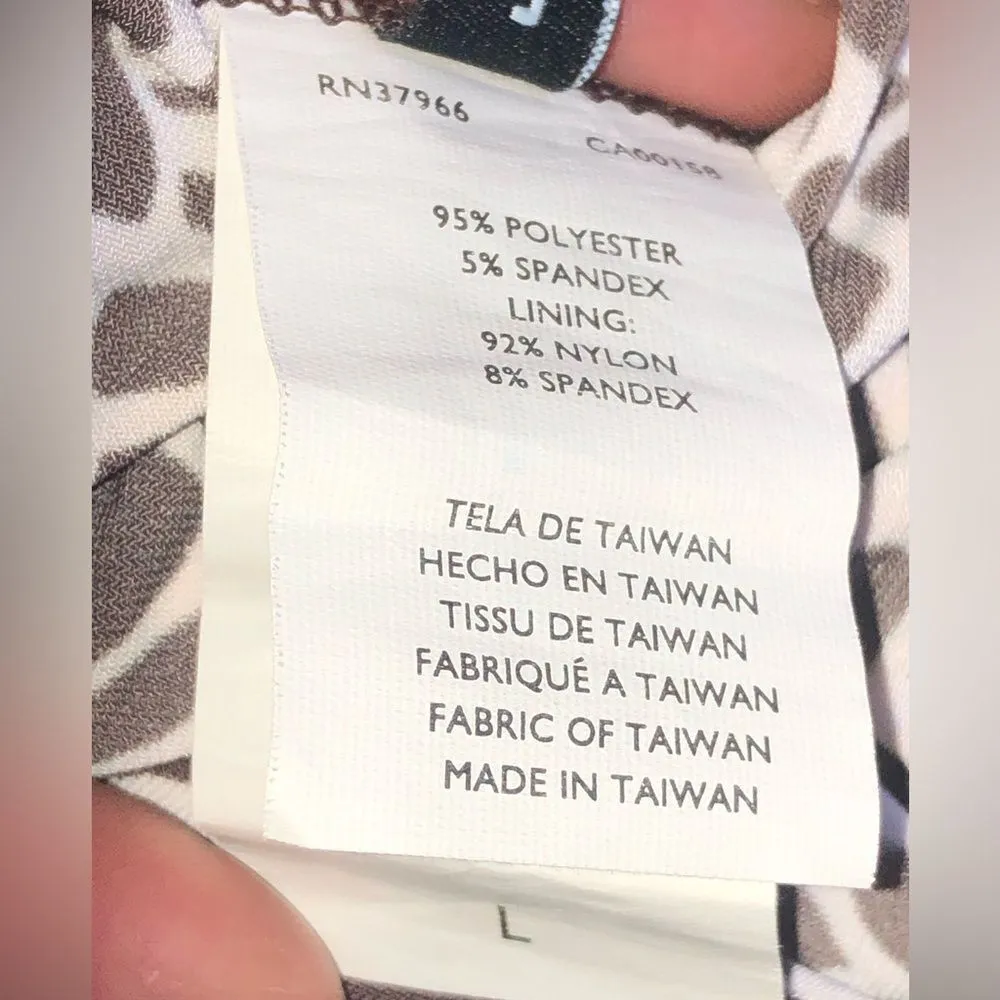 RN37966
CA00158
95% POLYESTER
5% SPANDEX
LINING:
92% NYLON
8% SPANDEX
TELA DE TAIWAN
HECHO EN TAIWAN
TISSU DE TAIWAN
FABRIQUÉ A TAIWAN
FABRIC OF TAIWAN
MADE IN TAIWAN
L